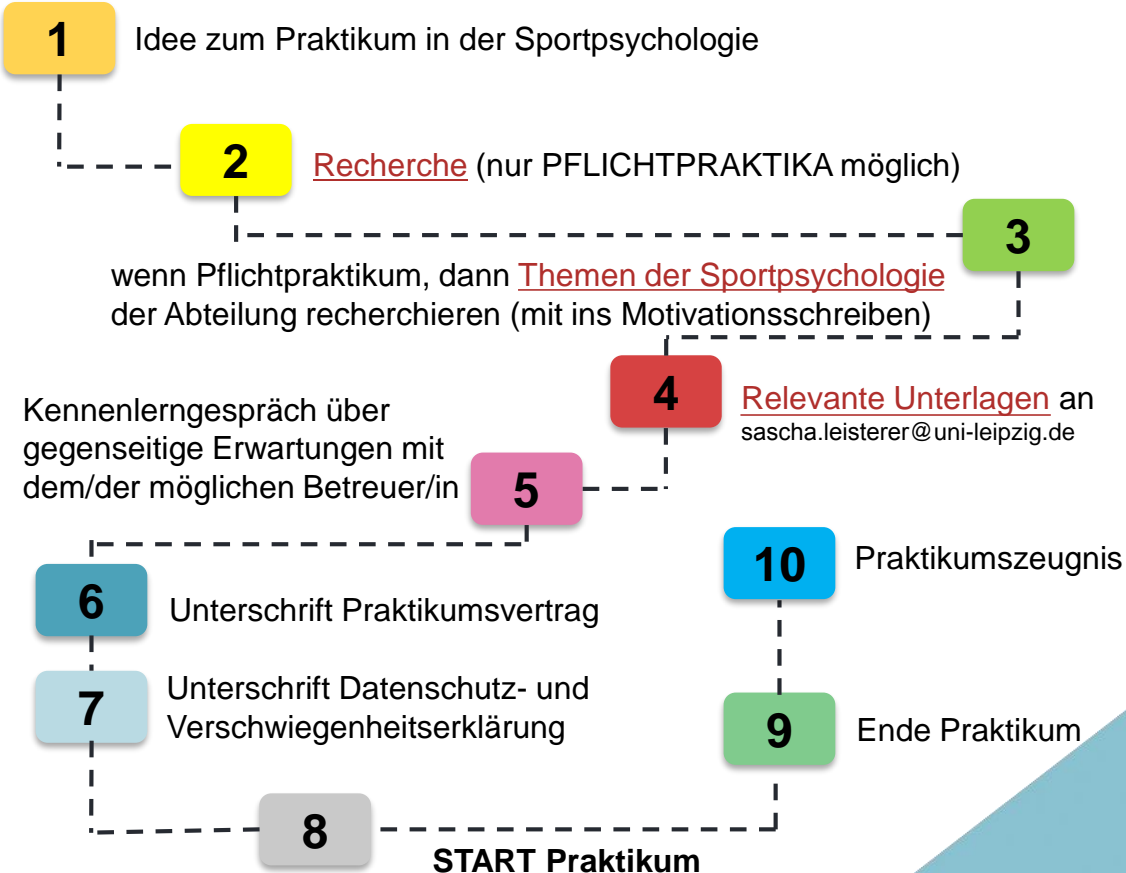 1 Idee zum Praktikum in der Sportpsychologie
2 Recherche (nur PFLICHTPRAKTIKA möglich)
3
wenn Pflichtpraktikum, dann Themen der Sportpsychologie
der Abteilung recherchieren (mit ins Motivationsschreiben)
4 Relevante Unterlagen an
sascha.leisterer@uni-leipzig.de
Kennenlerngespräch über
gegenseitige Erwartungen mit
dem/der möglichen Betreuer/in
5
6 Unterschrift Praktikumsvertrag
7 Unterschrift Datenschutz- und
Verschwiegenheitserklärung
8
START Praktikum
9 Ende Praktikum
10 Praktikumszeugnis